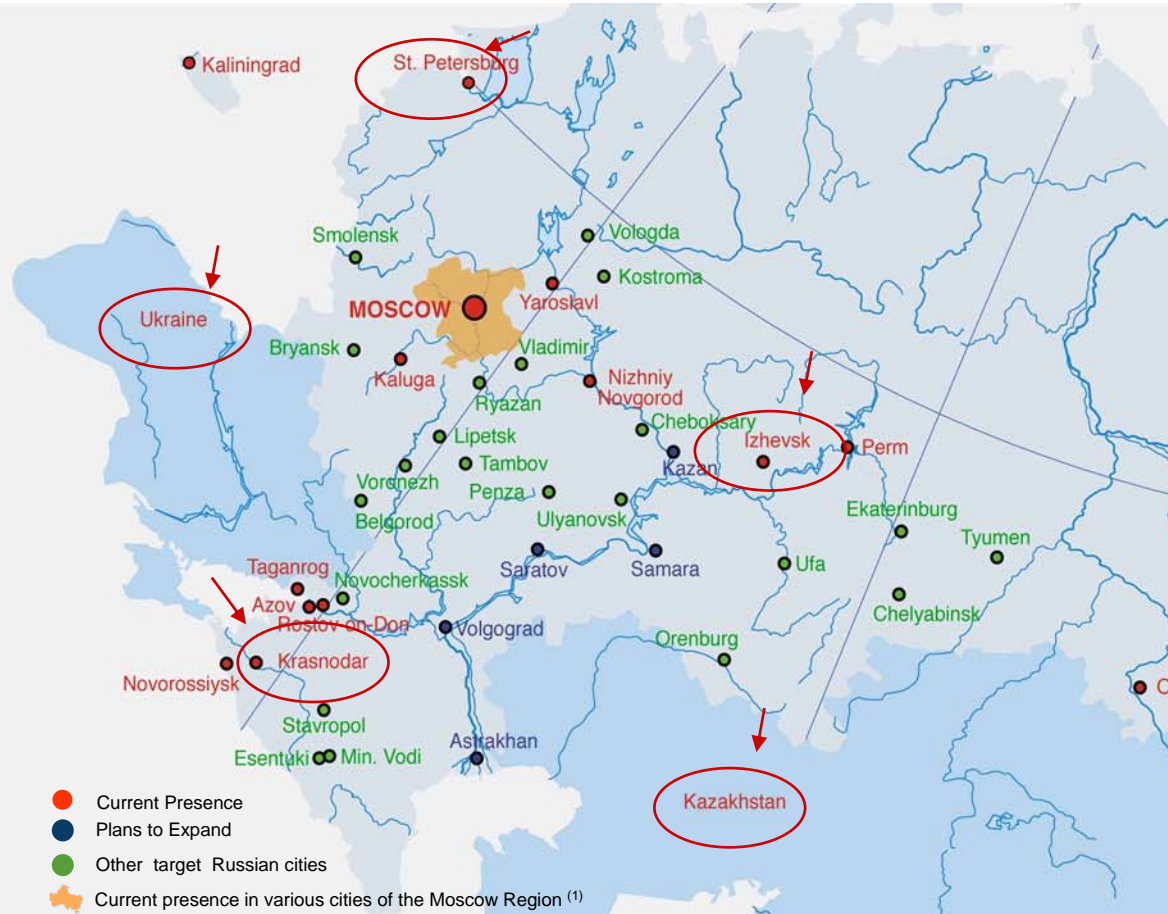 St. Petersburg
Kaliningrad
Vologda
Smolensk
Kostroma
Yaroslavl
MOSCOW
Ukraine
Bryansk
Vladimir
Kaluga
Nizhniy
Novgorod
Ryazan
Cheboksary
Lipetsk
Izhevsk
Perm
Kazan
Tambov
Voronezh
Penza
Belgorod
Ulyanovsk
Ekaterinburg
Tyumen
Taganrog
Novocherkassk
Saratov
Samara
Ufa
Azov
Chelyabinsk
Rostov-on-Don
Volgograd
Orenburg
Krasnodar
Novorossiysk
Stavropol
Astrakhan
Esentuki
Min. Vodi
Kazakhstan
Current Presence
Plans to Expand
Other target Russian cities
Current presence in various cities of the Moscow Region (1)